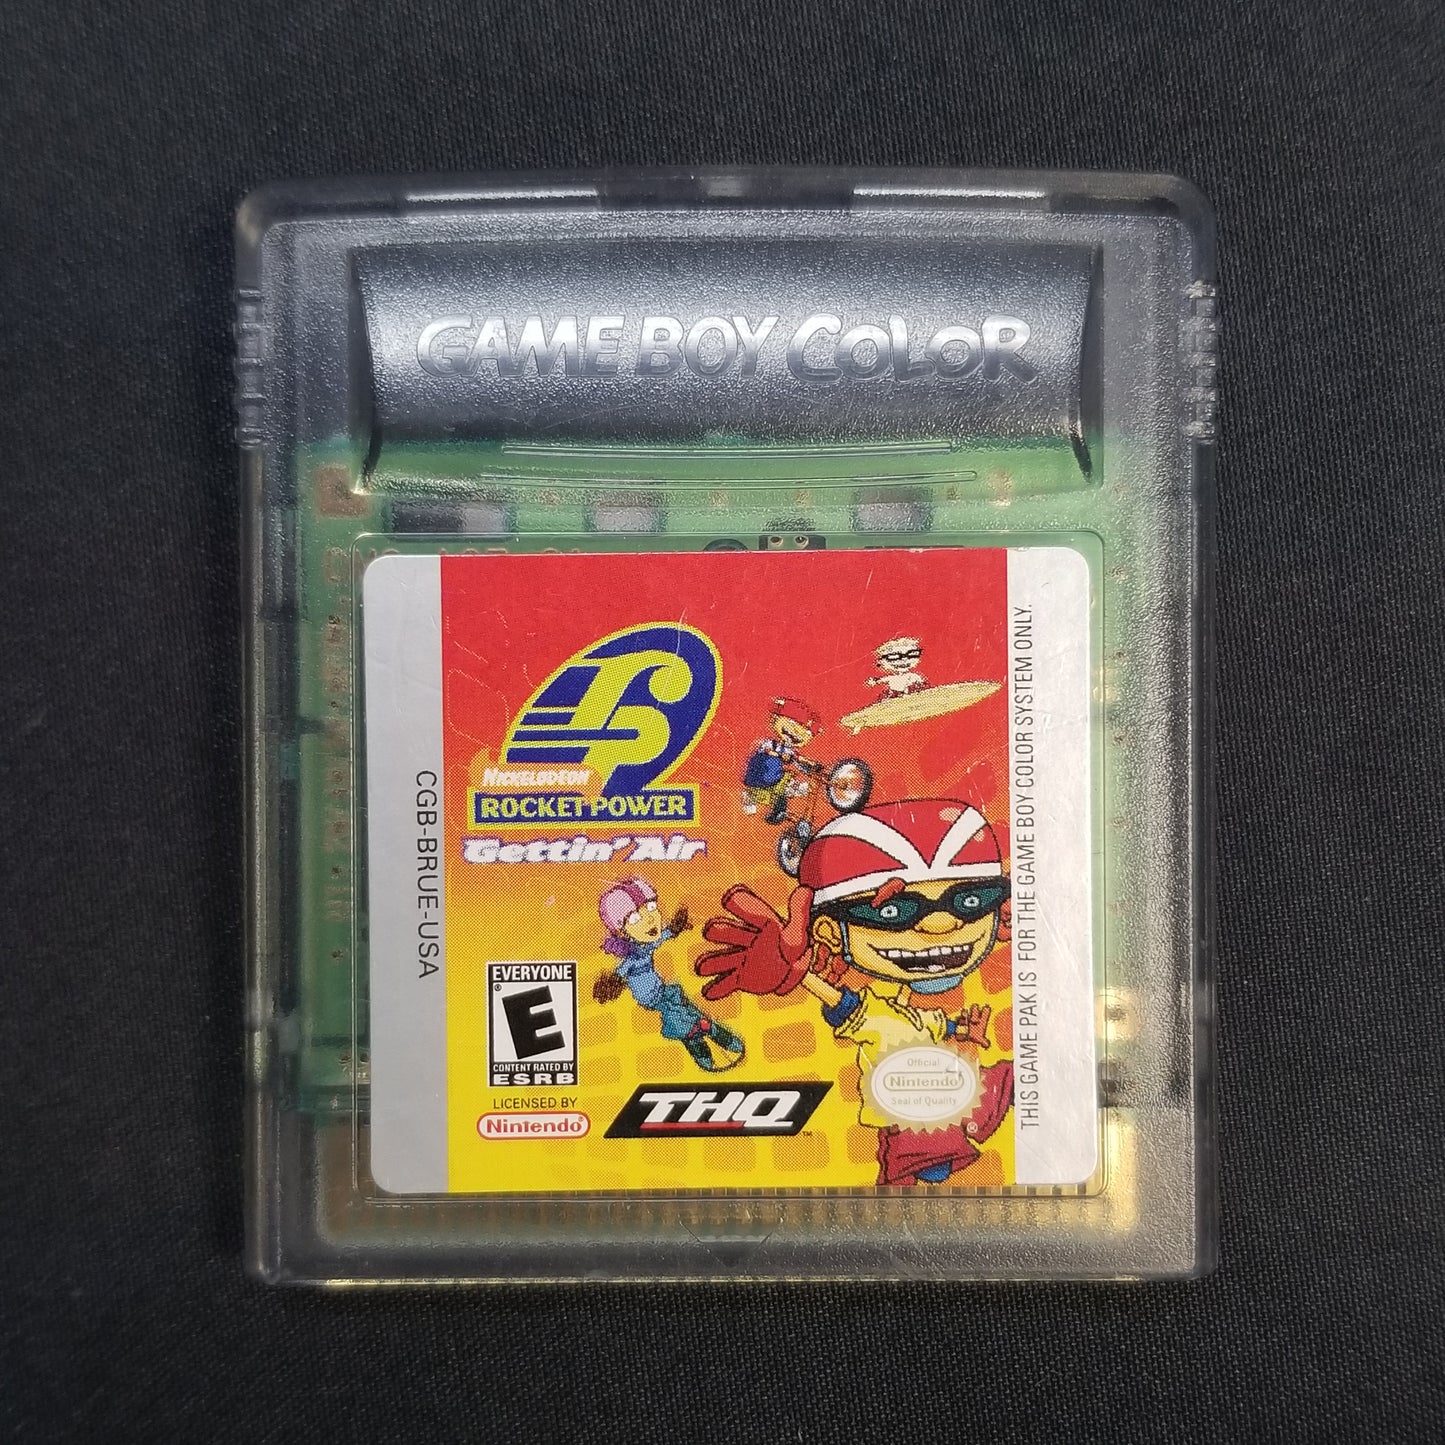 GAME BOY COLOR
NICKELODEON
ROCKET POWER
Gettin' Air
CGB-BRUE-USA
EVERYONE
E
CONTENT RATED BY
ESRB
LICENSED BY
Nintendo®
THQ™
Official
Nintendo
Seal of Quality
®
THIS GAME PAK IS FOR THE GAME BOY COLOR SYSTEM ONLY.